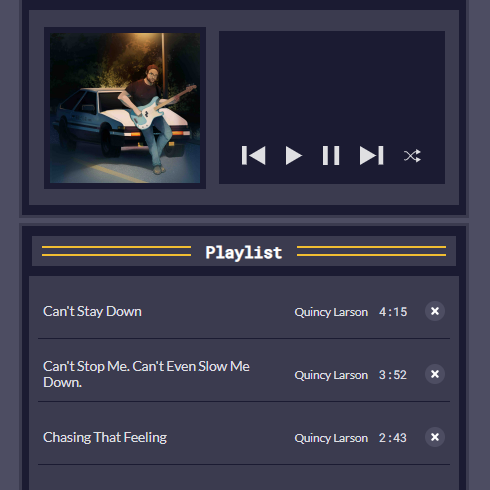 Playlist
Can't Stay Down Quincy Larson 4:15
Can't Stop Me. Can't Even Slow Me
Down. Quincy Larson 3:52
Chasing That Feeling Quincy Larson 2:43